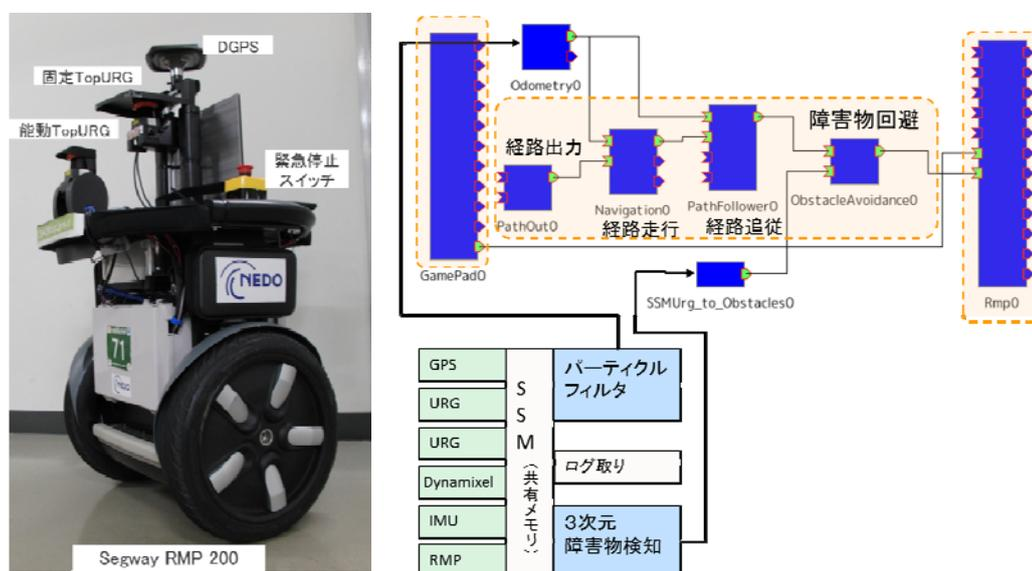 DGPS
固定TopURG
能動TopURG
緊急停止
スイッチ
NEDO
71
Segway RMP 200
Odometry0
障害物回避
経路出力
PathOut0
Navigation0
経路走行
PathFollower0
経路追従
ObstacleAvoidance0
GamePad0
SSMUrg_to_Obstacles0
Rmp0
GPS
URG
URG
Dynamixel
IMU
RMP
SSM(共有メモリ)
パーティクル
フィルタ
ログ取り
3次元
障害物検知